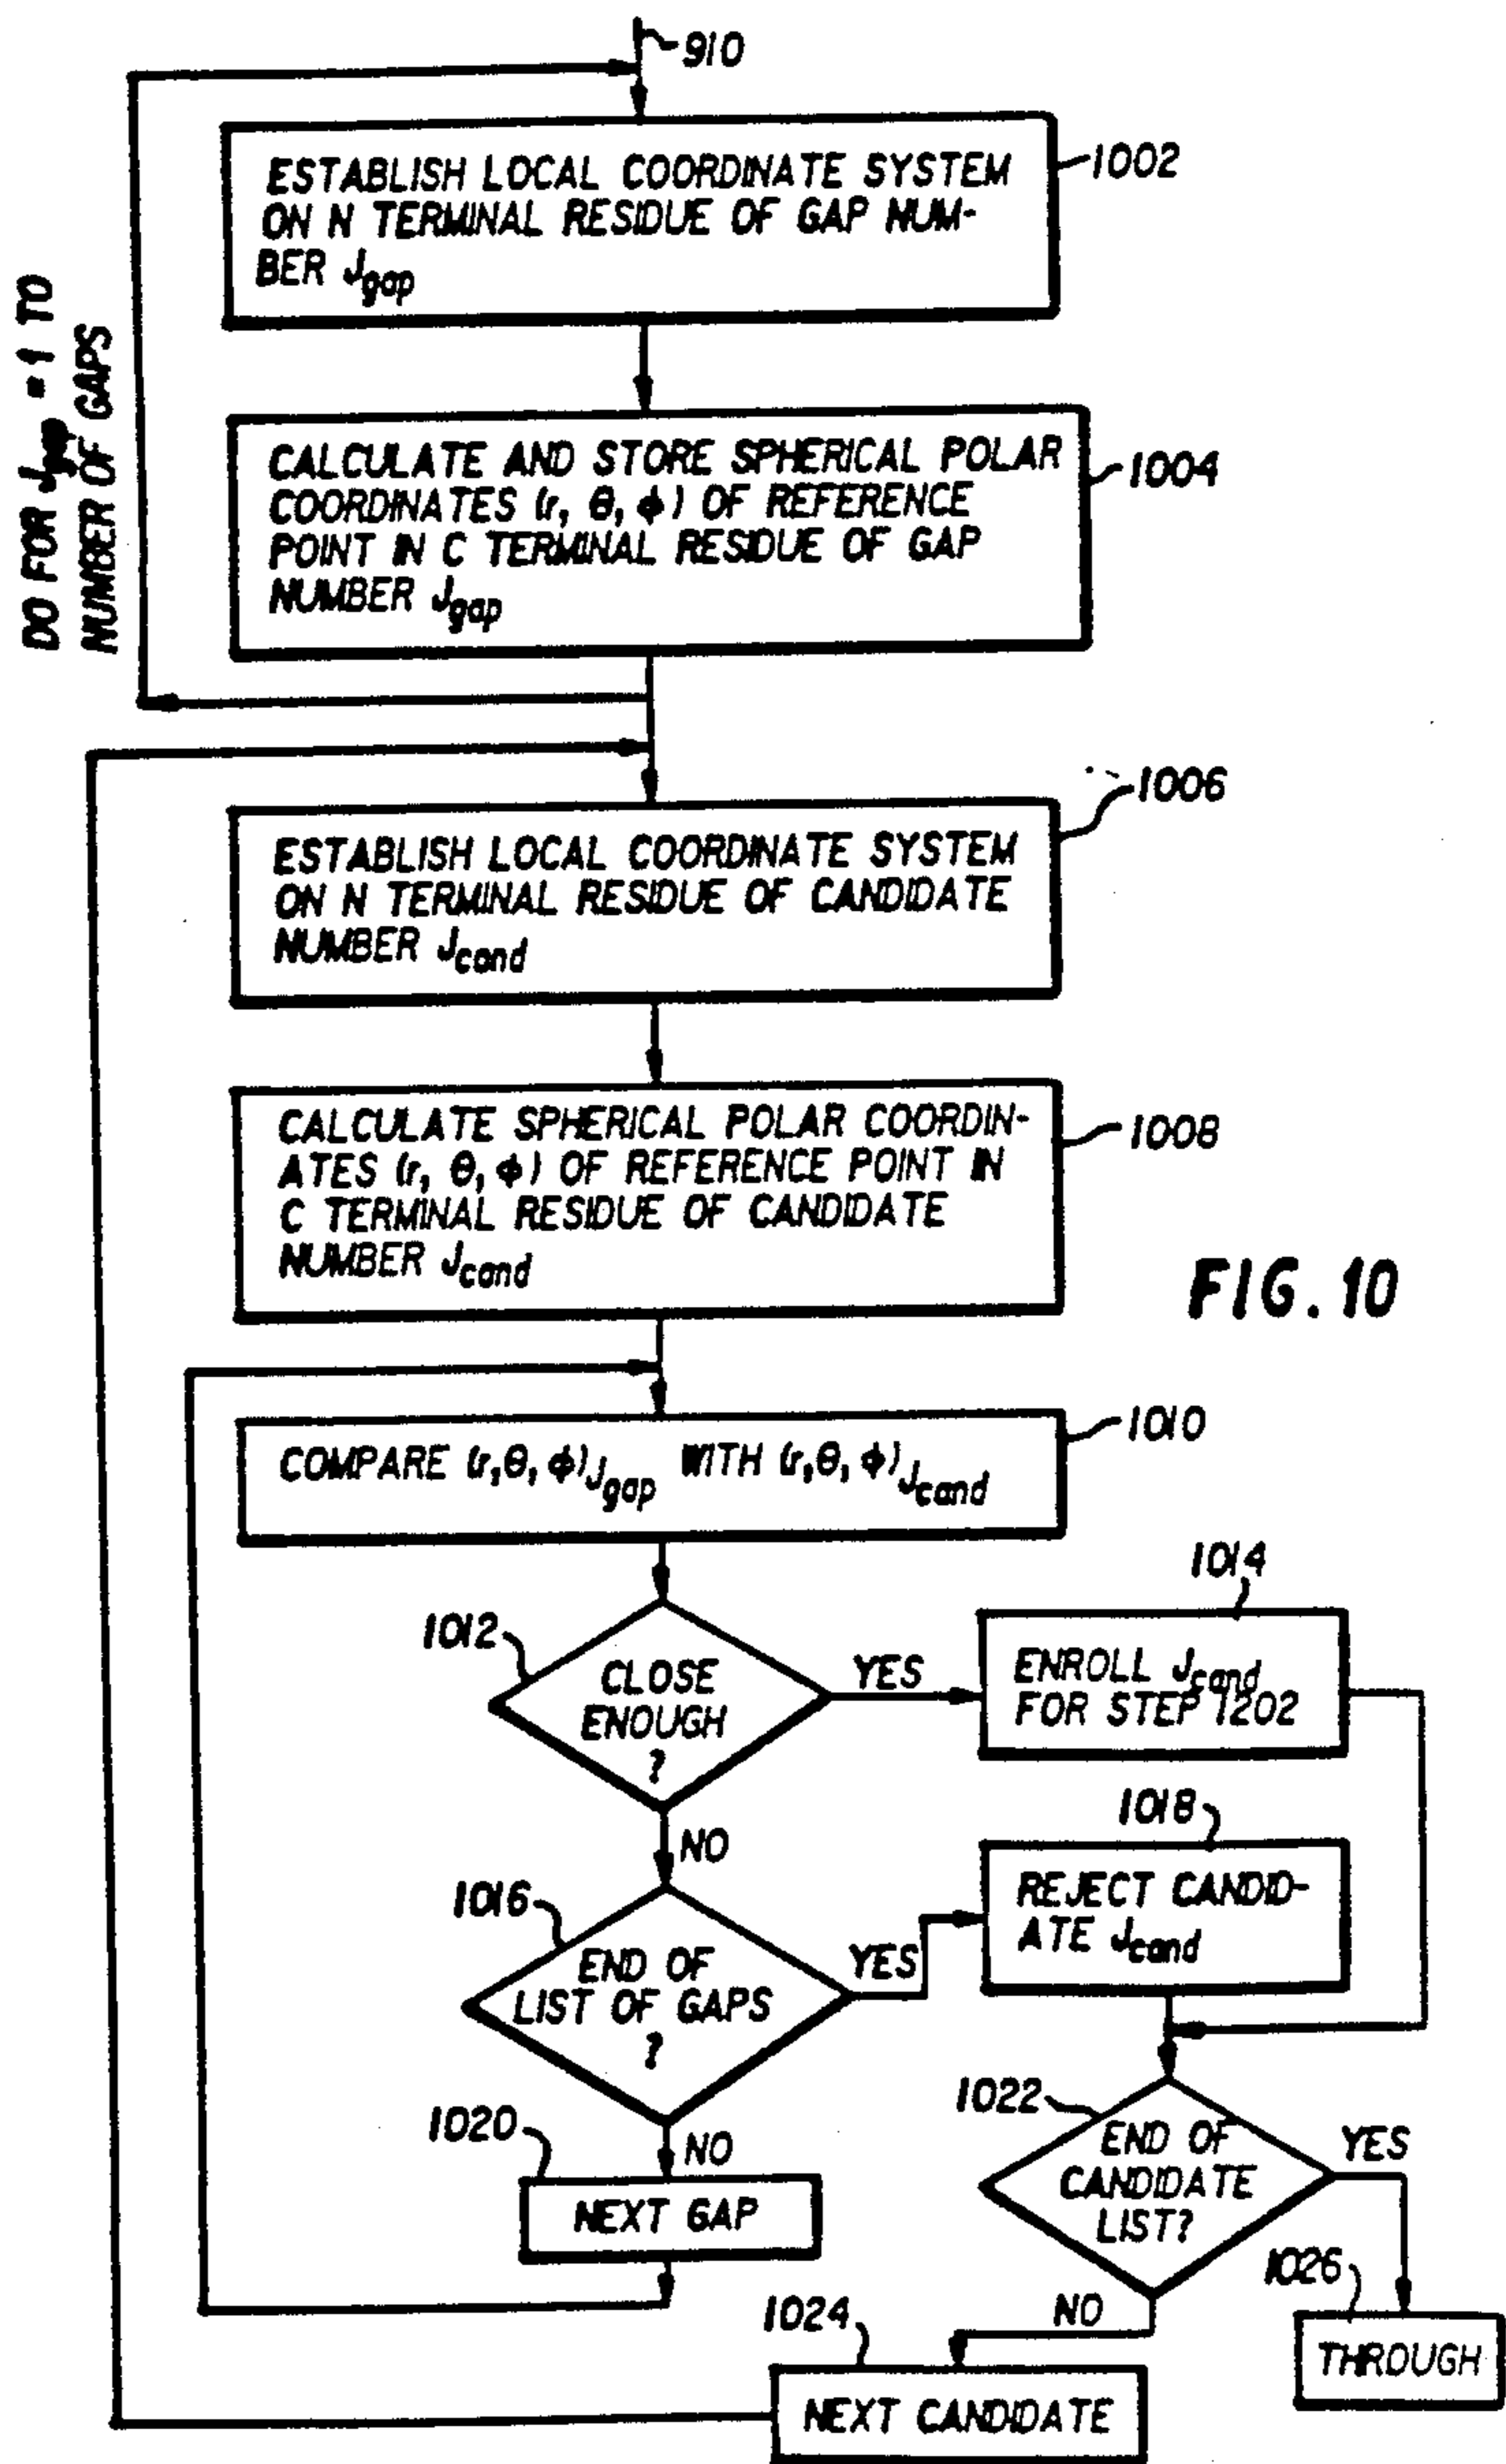 910
ESTABLISH LOCAL COORDINATE SYSTEM
ON N TERMINAL RESIDUE OF GAP NUM-
BER Jgap
1002
DO FOR Jgap = 1 TO
NUMBER OF GAPS
CALCULATE AND STORE SPHERICAL POLAR
COORDINATES (r, θ, ϕ) OF REFERENCE
POINT IN C TERMINAL RESIDUE OF GAP
NUMBER Jgap
1004
ESTABLISH LOCAL COORDINATE SYSTEM
ON N TERMINAL RESIDUE OF CANDIDATE
NUMBER Jcand
1006
CALCULATE SPHERICAL POLAR COORDIN-
ATES (r, θ, ϕ) OF REFERENCE POINT IN
C TERMINAL RESIDUE OF CANDIDATE
NUMBER Jcand
1008
FIG. 10
COMPARE (r,θ, ϕ)Jgap WITH (r,θ, ϕ)Jcand
1010
1012
CLOSE
ENOUGH
?
YES
NO
1014
ENROLL Jcand
FOR STEP 1202
1016
END OF
LIST OF GAPS
?
YES
NO
1018
REJECT CANDID-
ATE Jcand
1020
NEXT GAP
1022
END OF
CANDIDATE
LIST?
YES
NO
1024
NEXT CANDIDATE
1026
THROUGH